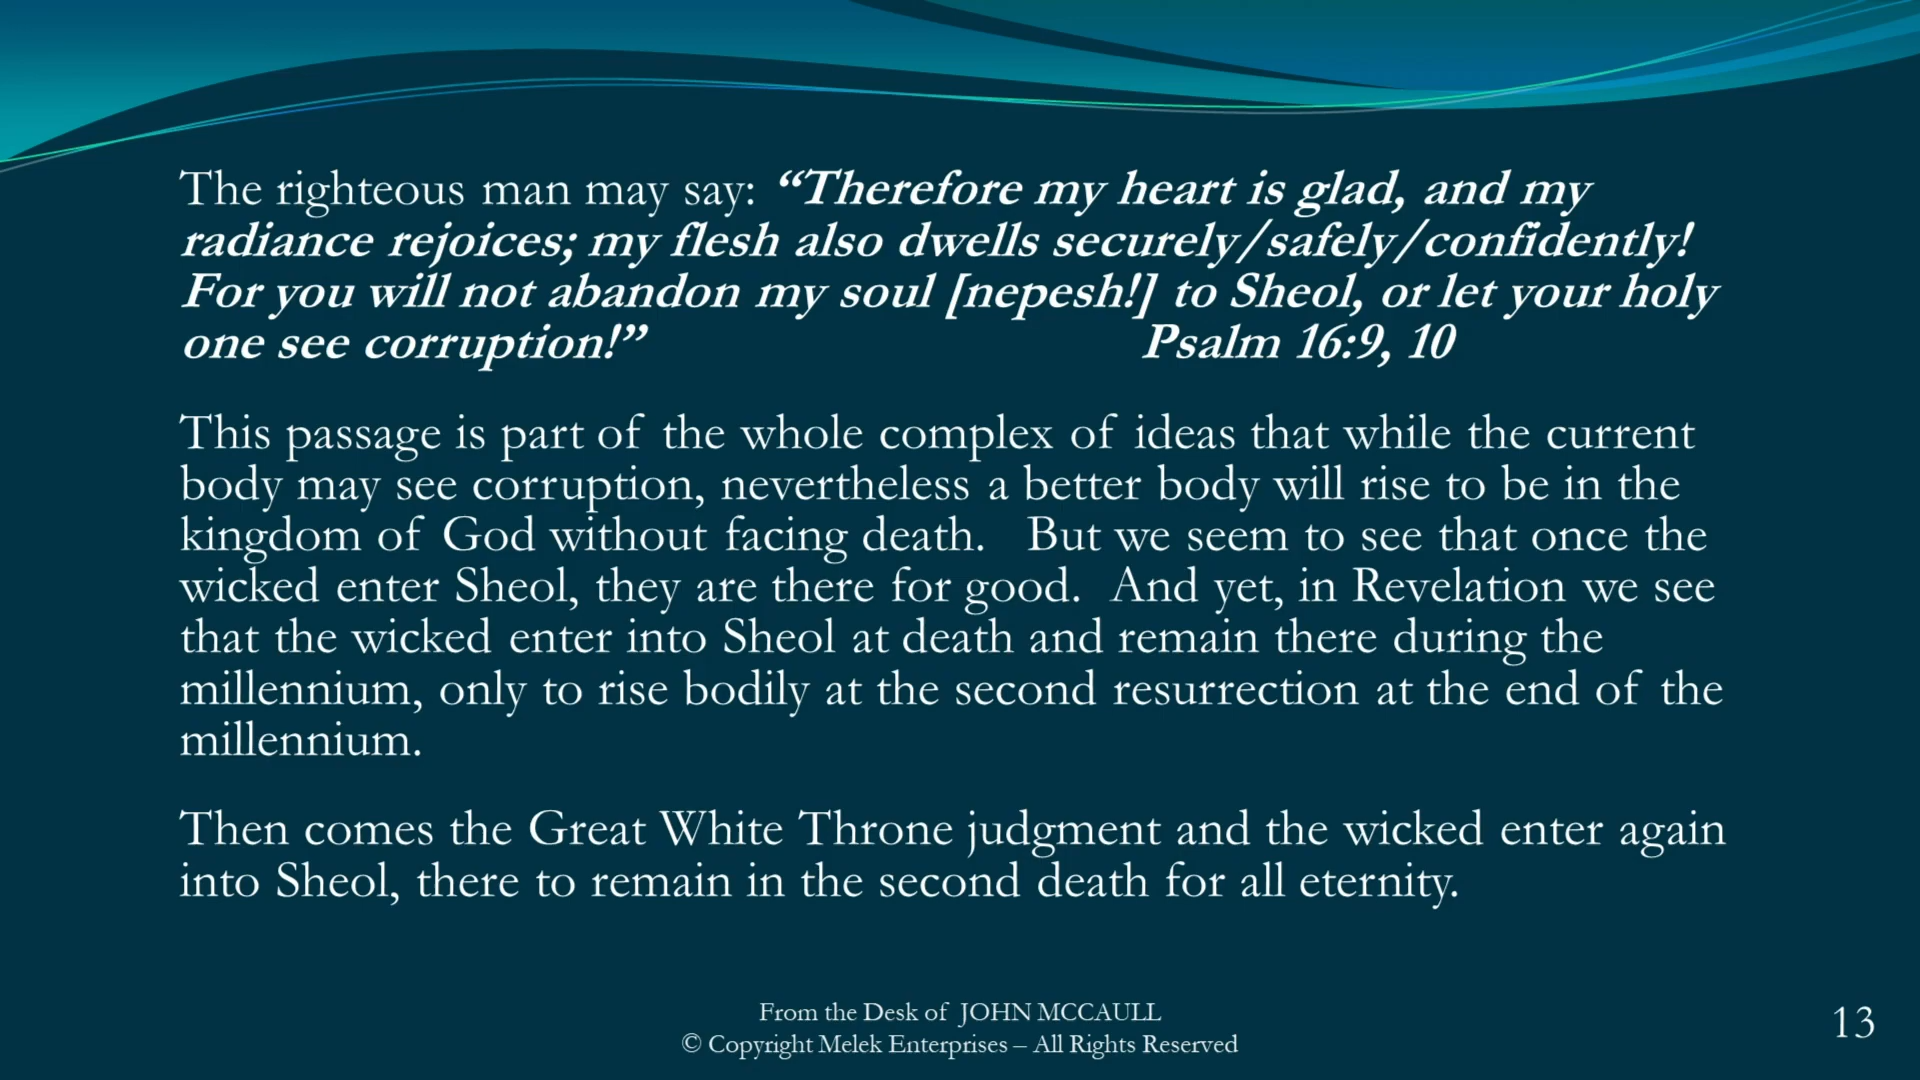 The righteous man may say: “Therefore my heart is glad, and my
radiance rejoices; my flesh also dwells securely/safely/confidently!
For you will not abandon my soul [nepesh!] to Sheol, or let your holy
one see corruption!” Psalm 16:9, 10
This passage is part of the whole complex of ideas that while the current
body may see corruption, nevertheless a better body will rise to be in the
kingdom of God without facing death. But we seem to see that once the
wicked enter Sheol, they are there for good. And yet, in Revelation we see
that the wicked enter into Sheol at death and remain there during the
millennium, only to rise bodily at the second resurrection at the end of the
millennium.
Then comes the Great White Throne judgment and the wicked enter again
into Sheol, there to remain in the second death for all eternity.
From the Desk of JOHN MCCAULL
© Copyright Melek Enterprises – All Rights Reserved
13